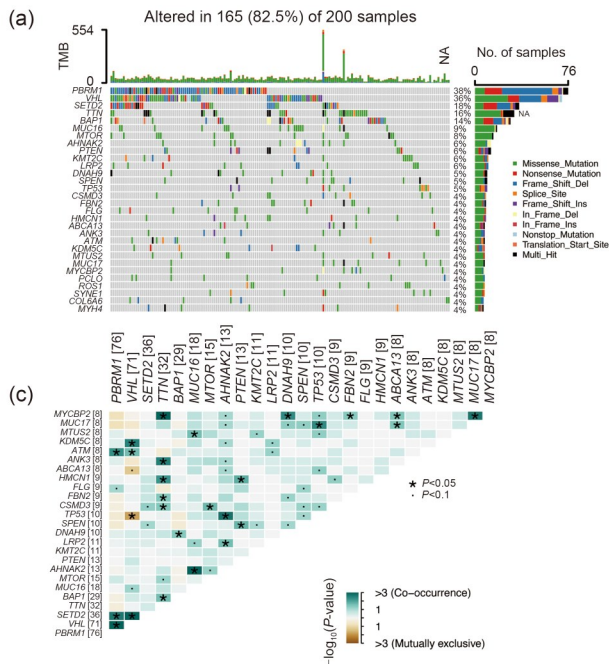 (a)
Altered in 165 (82.5%) of 200 samples
554
TMB
0
NA
No. of samples
0 76
PBRM1 38%
VHL 36%
SETD2 18%
TTN 16% NA
BAP1 14%
MUC16 9%
MTOR 8%
AHNAK2 6%
PTEN 6%
KMT2C 6%
LRP2 6%
DNAH9 5%
SPEN 5%
TP53 5%
CSMD3 4%
FBN2 4%
FLG 4%
HMCN1 4%
ABCA13 4%
ANK3 4%
ATM 4%
KDM5C 4%
MTUS2 4%
MUC17 4%
MYCBP2 4%
PCLO 4%
ROS1 4%
SYNE1 4%
COL6A6 4%
MYH4 4%
Missense_Mutation
Nonsense_Mutation
Frame_Shift_Del
Splice_Site
Frame_Shift_Ins
In_Frame_Del
In_Frame_Ins
Nonstop_Mutation
Translation_Start_Site
Multi_Hit
(c)
PBRM1 [76]
VHL [71]
SETD2 [36]
TTN [32]
BAP1 [29]
MUC16 [18]
MTOR [15]
AHNAK2 [13]
PTEN [13]
LRP2 [11]
KMT2C [11]
DNAH9 [10]
SPEN [10]
TP53 [10]
CSMD3 [9]
FBN2 [9]
FLG [9]
HMCN1 [9]
ABCA13 [8]
ANK3 [8]
ATM [8]
KDM5C [8]
MTUS2 [8]
MUC17 [8]
MYCBP2 [8]
MYCBP2 [8]
MUC17 [8]
MTUS2 [8]
KDM5C [8]
ATM [8]
ANK3 [8]
ABCA13 [8]
HMCN1 [9]
FLG [9]
FBN2 [9]
CSMD3 [9]
TP53 [10]
SPEN [10]
DNAH9 [10]
LRP2 [11]
KMT2C [11]
PTEN [13]
AHNAK2 [13]
MTOR [15]
MUC16 [18]
BAP1 [29]
TTN [32]
SETD2 [36]
VHL [71]
PBRM1 [76]
* P<0.05
· P<0.1
−log10(P-value)
>3 (Co-occurrence)
1
1
>3 (Mutually exclusive)